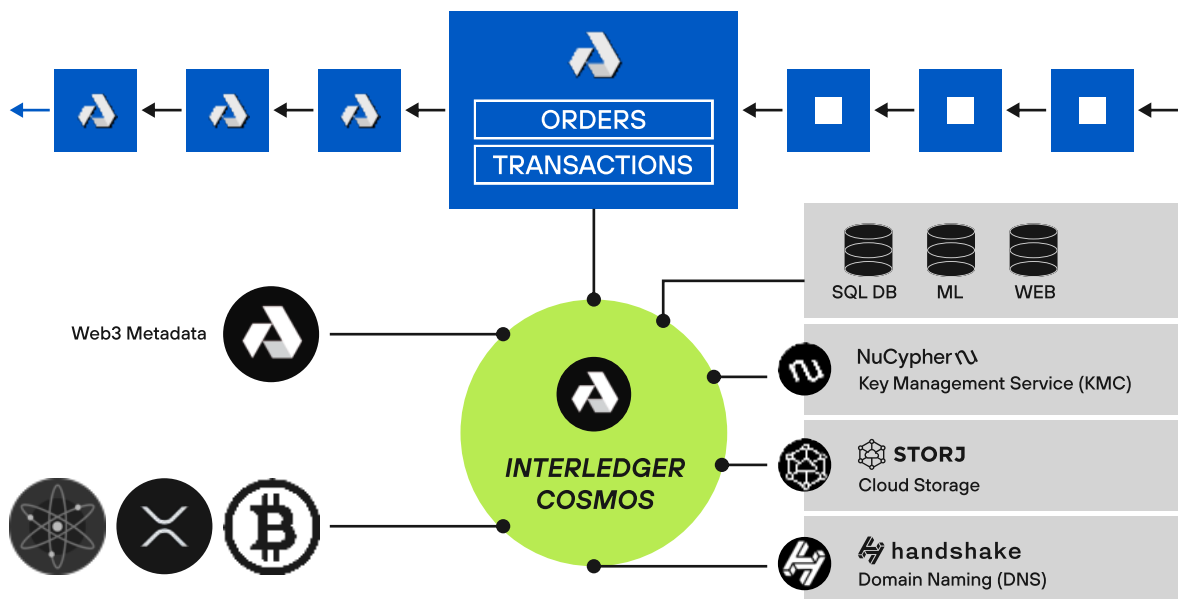 ORDERS
TRANSACTIONS
SQL DB
ML
WEB
Web3 Metadata
NuCypher
Key Management Service (KMC)
INTERLEDGER
COSMOS
STORJ
Cloud Storage
handshake
Domain Naming (DNS)